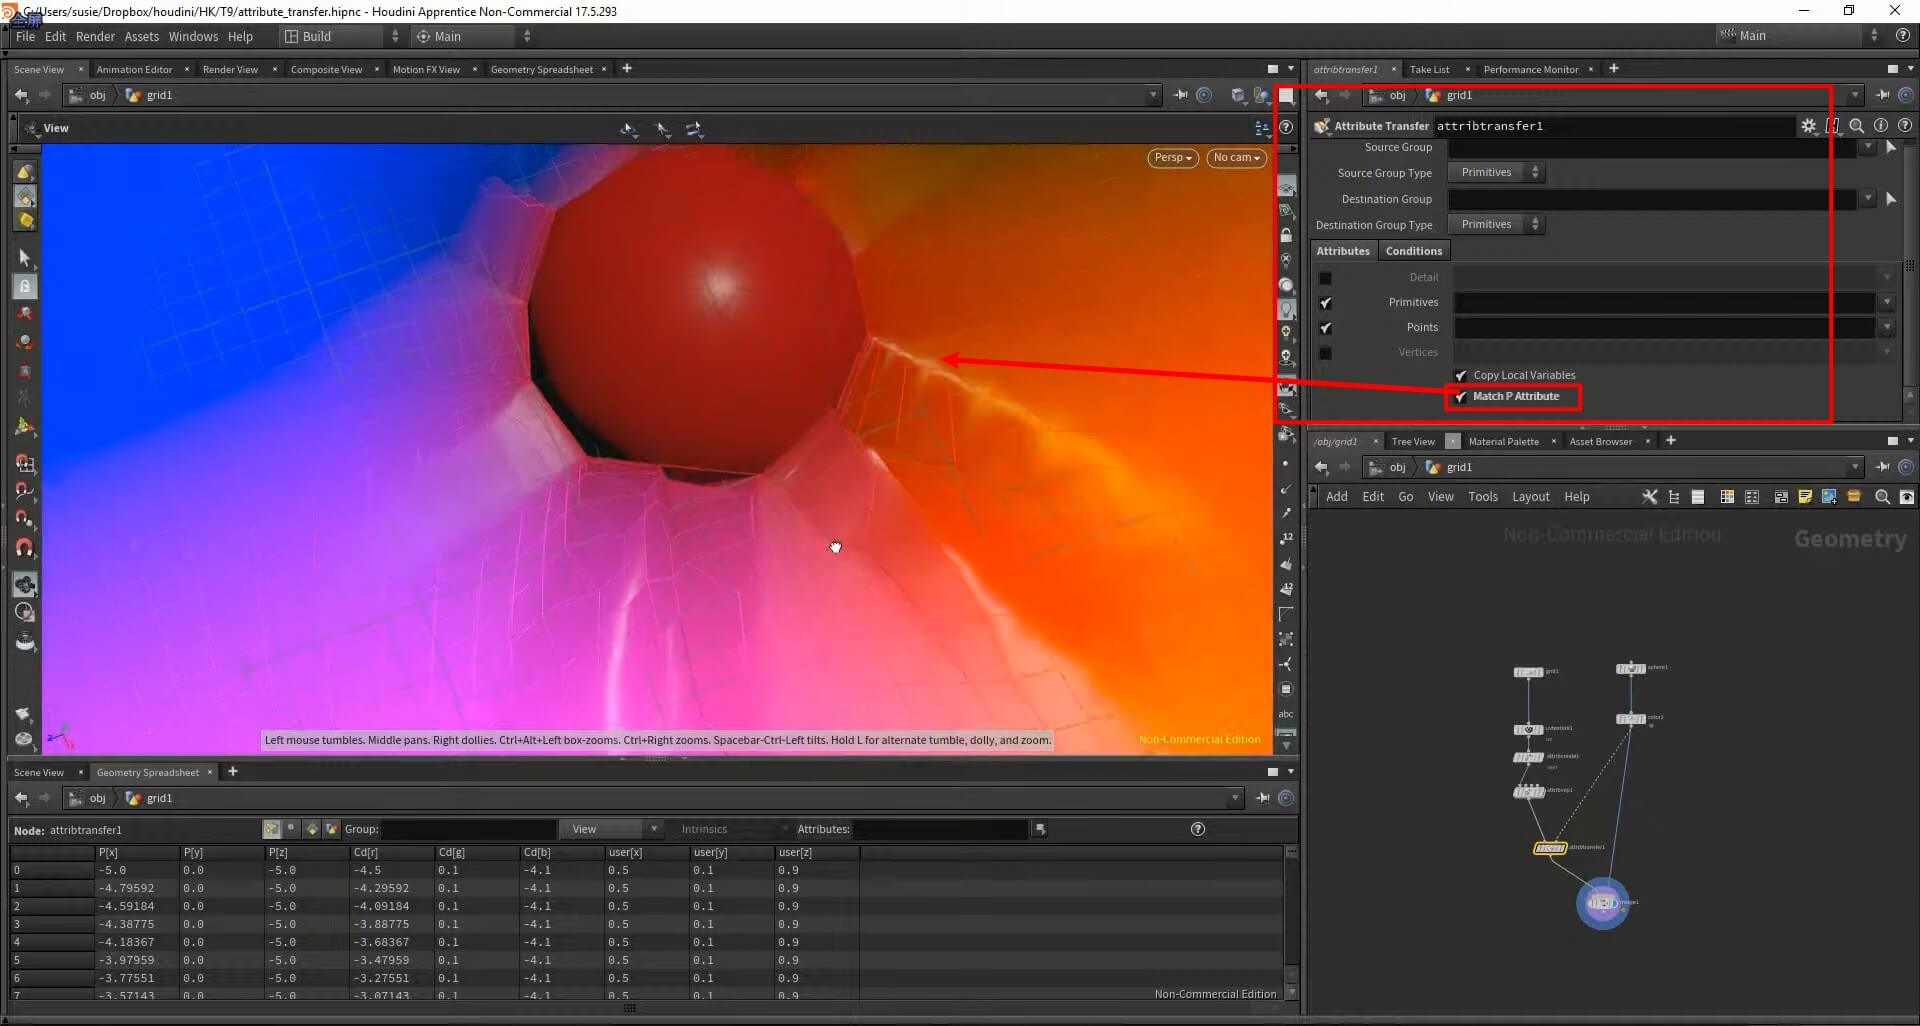 C:/Users/susie/Dropbox/houdini/HK/T9/attribute_transfer.hipnc - Houdini Apprentice Non-Commercial 17.5.293
全屏
File Edit Render Assets Windows Help Build Main Main
Scene View Animation Editor Render View Composite View Motion FX View Geometry Spreadsheet
obj grid1
View
Persp No cam
Left mouse tumbles. Middle pans. Right dollies. Ctrl+Alt+Left box-zooms. Ctrl+Right zooms. Spacebar-Ctrl-Left tilts. Hold L for alternate tumble, dolly, and zoom.
Non-Commercial Edition
12
12
abc
attribtransfer1 Take List Performance Monitor
obj grid1
Attribute Transfer attribtransfer1
Source Group
Source Group Type Primitives
Destination Group
Destination Group Type Primitives
Attributes Conditions
Detail
Primitives
Points
Vertices
Copy Local Variables
Match P Attribute
/obj/grid1 Tree View Material Palette Asset Browser
obj grid1
Add Edit Go View Tools Layout Help
Non-Commercial Edition Geometry
grid1
sphere1
color1
uvtexture1
uv
attribcreate1
user
attribvop1
attribtransfer1
merge1
Scene View Geometry Spreadsheet
obj grid1
Node: attribtransfer1 Group: View Intrinsics Attributes:
P[x] P[y] P[z] Cd[r] Cd[g] Cd[b] user[x] user[y] user[z]
0 -5.0 0.0 -5.0 -4.5 0.1 -4.1 0.5 0.1 0.9
1 -4.79592 0.0 -5.0 -4.29592 0.1 -4.1 0.5 0.1 0.9
2 -4.59184 0.0 -5.0 -4.09184 0.1 -4.1 0.5 0.1 0.9
3 -4.38775 0.0 -5.0 -3.88775 0.1 -4.1 0.5 0.1 0.9
4 -4.18367 0.0 -5.0 -3.68367 0.1 -4.1 0.5 0.1 0.9
5 -3.97959 0.0 -5.0 -3.47959 0.1 -4.1 0.5 0.1 0.9
6 -3.77551 0.0 -5.0 -3.27551 0.1 -4.1 0.5 0.1 0.9
7 -3.57143 0.0 -5.0 -3.07143 0.1 -4.1 0.5 0.1 0.9
Non-Commercial Edition